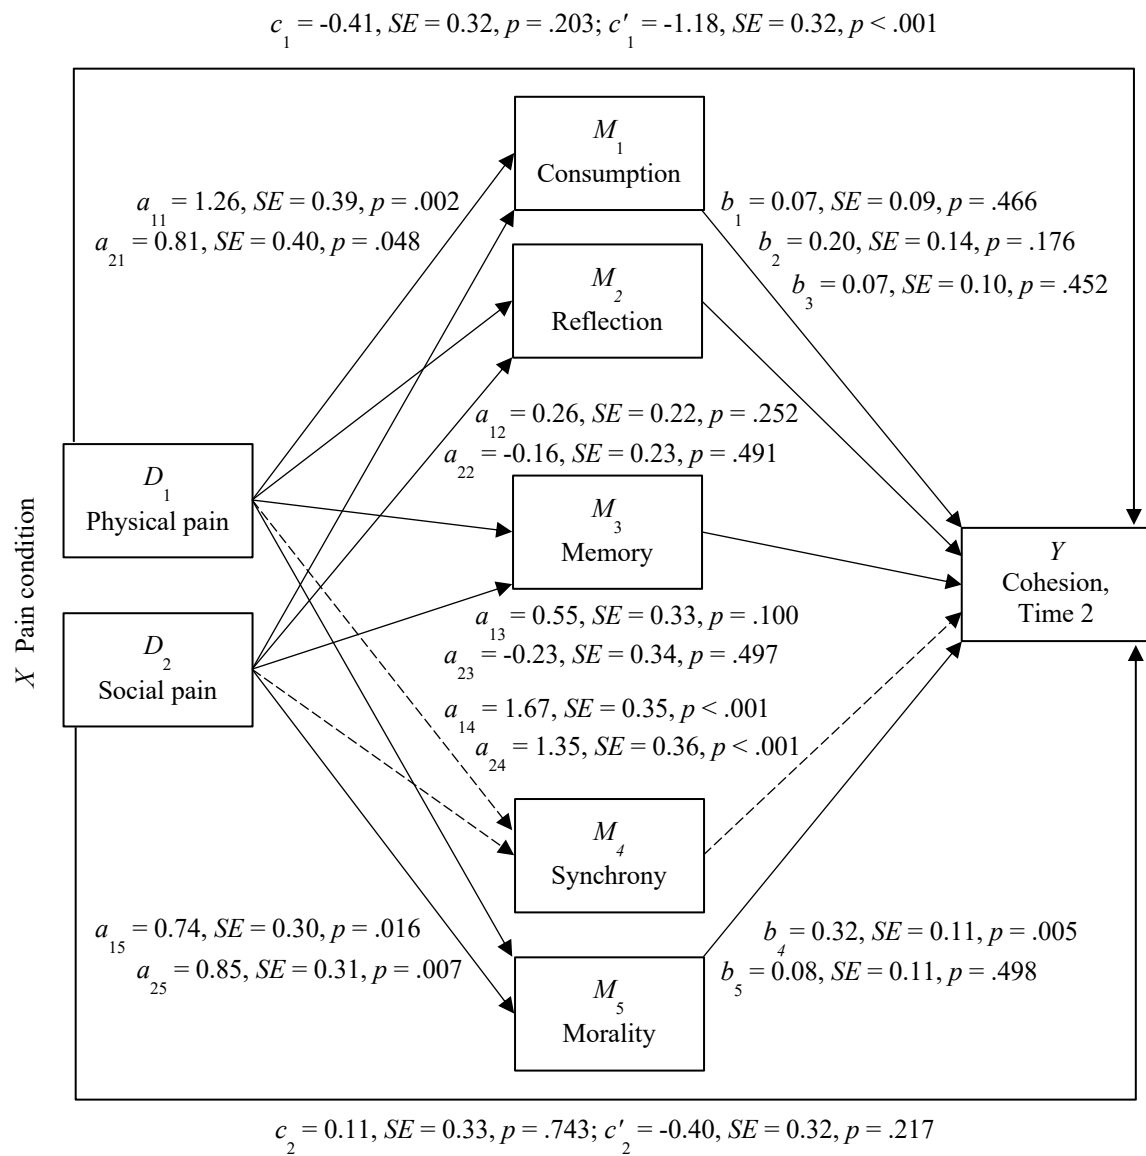 c₁ = -0.41, SE = 0.32, p = .203; c′₁ = -1.18, SE = 0.32, p < .001
M₁
Consumption
a₁₁ = 1.26, SE = 0.39, p = .002
a₂₁ = 0.81, SE = 0.40, p = .048
b₁ = 0.07, SE = 0.09, p = .466
b₂ = 0.20, SE = 0.14, p = .176
b₃ = 0.07, SE = 0.10, p = .452
M₂
Reflection
a₁₂ = 0.26, SE = 0.22, p = .252
a₂₂ = -0.16, SE = 0.23, p = .491
X Pain condition
D₁
Physical pain
M₃
Memory
Y
Cohesion,
Time 2
D₂
Social pain
a₁₃ = 0.55, SE = 0.33, p = .100
a₂₃ = -0.23, SE = 0.34, p = .497
a₁₄ = 1.67, SE = 0.35, p < .001
a₂₄ = 1.35, SE = 0.36, p < .001
M₄
Synchrony
a₁₅ = 0.74, SE = 0.30, p = .016
a₂₅ = 0.85, SE = 0.31, p = .007
b₄ = 0.32, SE = 0.11, p = .005
b₅ = 0.08, SE = 0.11, p = .498
M₅
Morality
c₂ = 0.11, SE = 0.33, p = .743; c′₂ = -0.40, SE = 0.32, p = .217